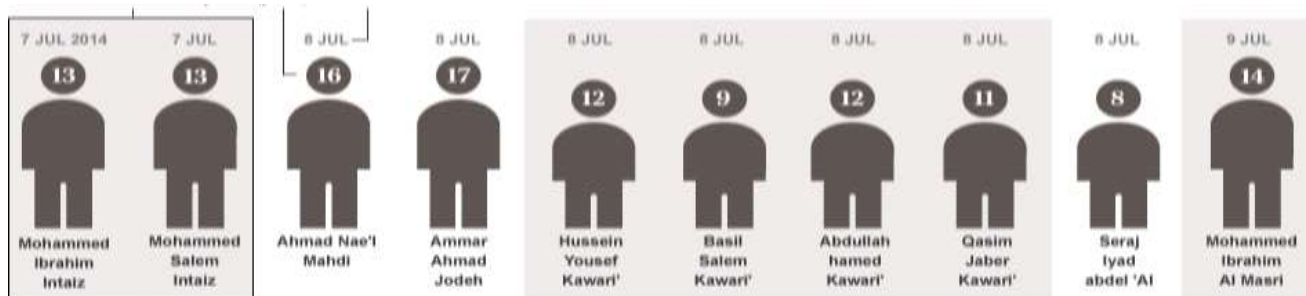 7 JUL 2014
13
Mohammed
Ibrahim
Intaiz
7 JUL
13
Mohammed
Salem
Intaiz
8 JUL
16
Ahmad Nae'l
Mahdi
8 JUL
17
Ammar
Ahmad
Jodeh
8 JUL
12
Hussein
Yousef
Kawari'
8 JUL
9
Basil
Salem
Kawari'
8 JUL
12
Abdullah
hamed
Kawari'
8 JUL
11
Qasim
Jaber
Kawari'
8 JUL
8
Seraj
Iyad
abdel 'Al
9 JUL
14
Mohammed
Ibrahim
Al Masri